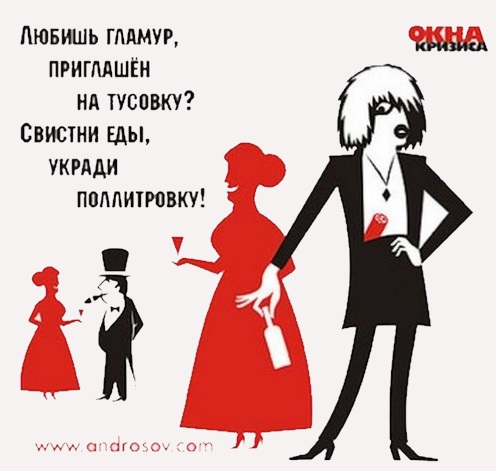 Любишь гламур,
приглашён
на тусовку?
Свистни еды,
укради
поллитровку!
ОКНА
КРИЗИСА
www.androsov.com